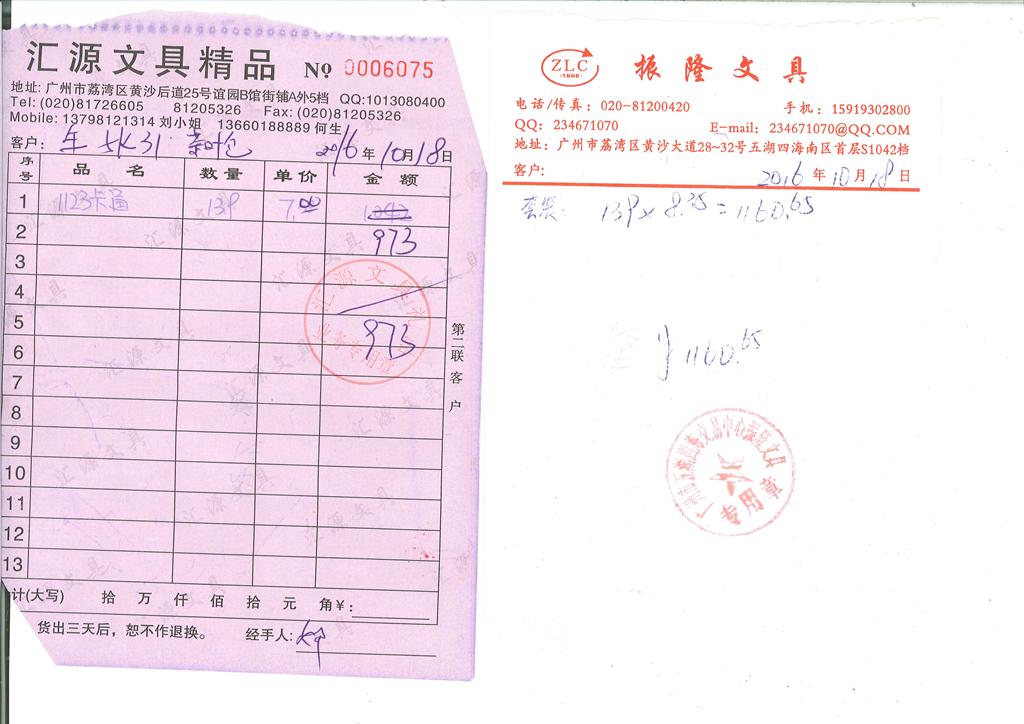 汇源文具精品 № 0006075
地址: 广州市荔湾区黄沙后道25号谊园B馆街铺A外5档 QQ:1013080400
Tel: (020)81726605 81205326 Fax: (020)81205326
Mobile: 13798121314 刘小姐 13660188889 何生
客户: 2016年10月18日
序号 品名 数量 单价 金额
1 1123卡通 139 7.00
2 973
3
4
5 973
6
7
8
9
10
11
12
13
计(大写) 拾 万 仟 佰 拾 元 角¥:
货出三天后，恕不作退换。 经手人:
第二联 客户
ZLC 振隆文具
-1998-
电话/传真: 020-81200420 手机: 15919302800
QQ: 234671070 E-mail: 234671070@QQ.COM
地址: 广州市荔湾区黄沙大道28~32号五湖四海南区首层S1042档
客户: 2016年10月18日
套装: 139×8.35=1160.65
¥1160.65
专用章